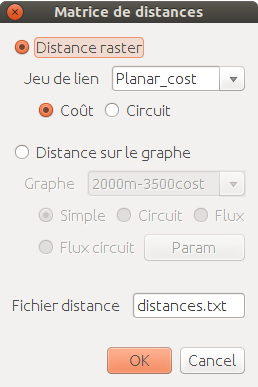 Matrice de distances
Distance raster
Jeu de lien Planar_cost
Coût Circuit
Distance sur le graphe
Graphe 2000m-3500cost
Simple Circuit Flux
Flux circuit Param
Fichier distance distances.txt
OK Cancel